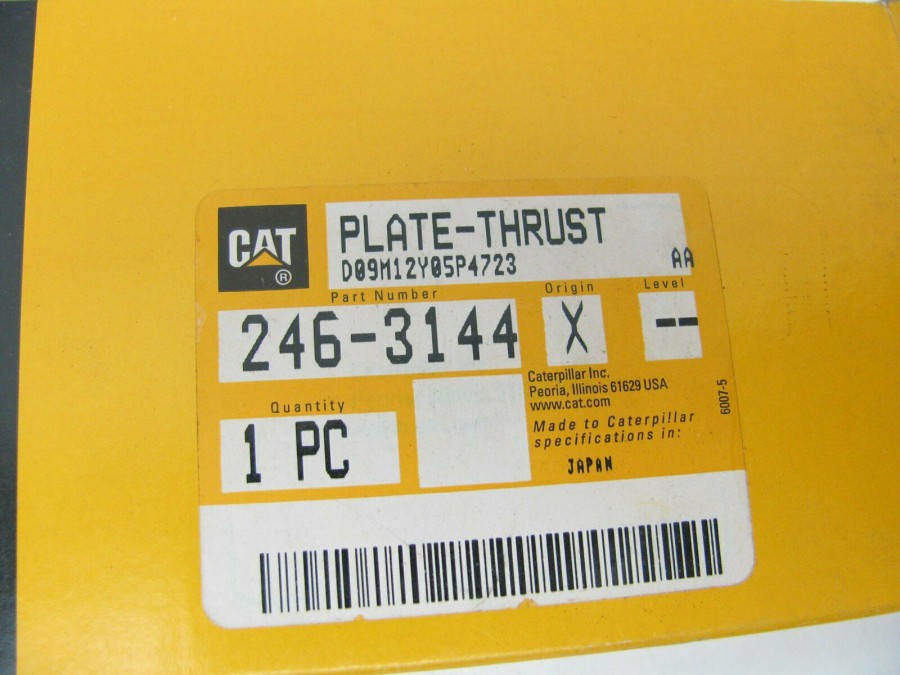 CAT
®
PLATE-THRUST
D09M12Y05P4723
AA
Part Number
Origin
Level
246-3144
X
--
Caterpillar Inc.
Peoria, Illinois 61629 USA
www.cat.com
6007-5
Quantity
1 PC
Made to Caterpillar
specifications in:
JAPAN